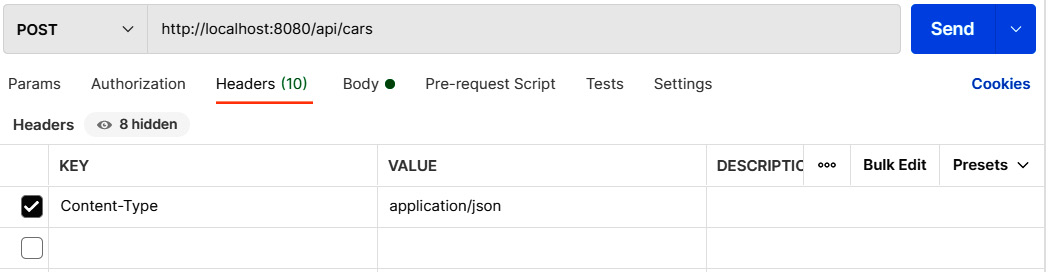 POST http://localhost:8080/api/cars Send
Params Authorization Headers (10) Body Pre-request Script Tests Settings Cookies
Headers 8 hidden
KEY VALUE DESCRIPTIC ooo Bulk Edit Presets
Content-Type application/json